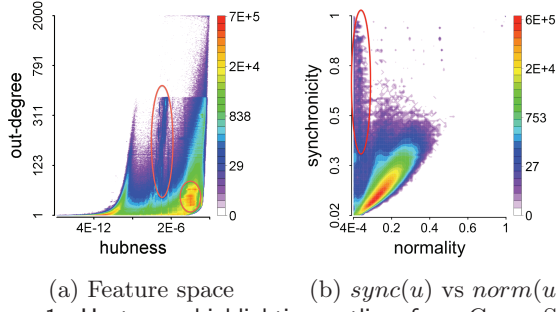 2000
791
311
123
1
out-degree
4E-12
2E-6
hubness
7E+5
2E+4
838
29
0
1
0.8
0.5
0.3
0.02
synchronicity
4E-4
0.2
0.4
0.6
1
normality
6E+5
2E+4
753
27
0
(a) Feature space
(b) sync(u) vs norm(u